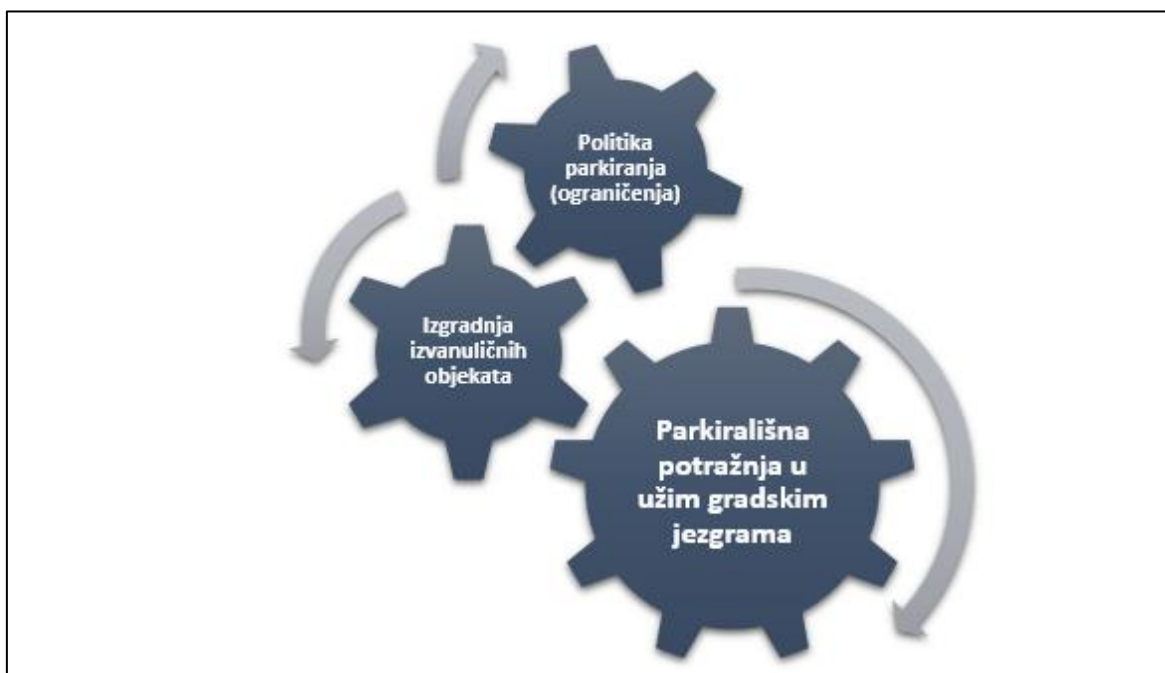 Politika
parkiranja
(ograničenja)
Izgradnja
izvanuličnih
objekata
Parkirališna
potražnja u
užim gradskim
jezgrama